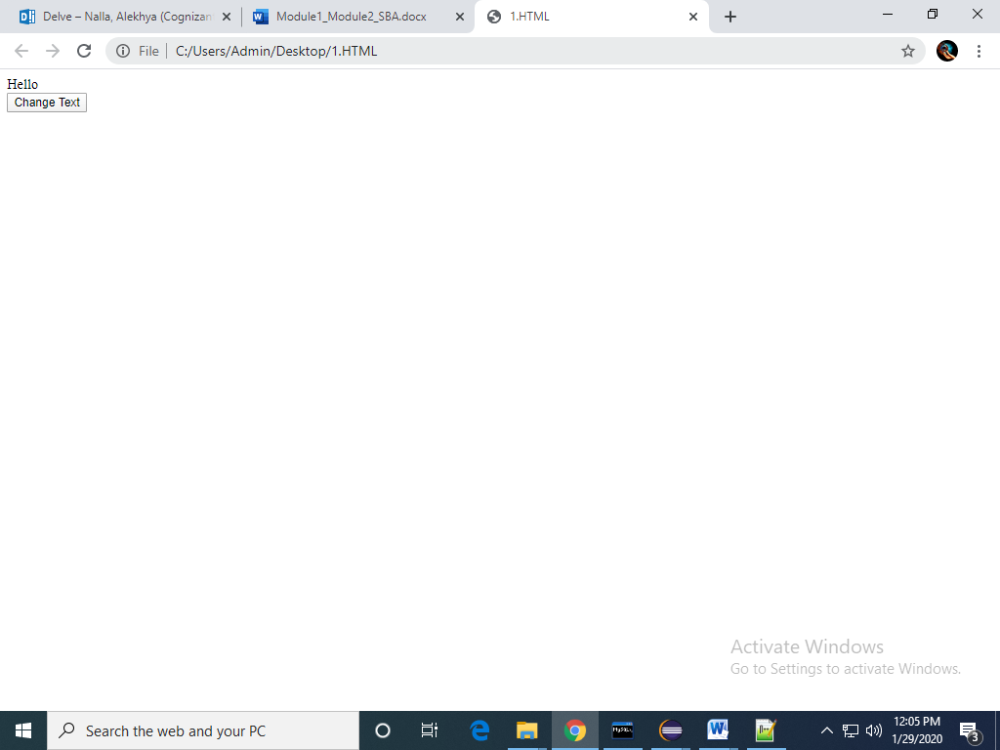 Delve – Nalla, Alekhya (Cognizan
Module1_Module2_SBA.docx
1.HTML
File
C:/Users/Admin/Desktop/1.HTML
Hello
Change Text
Activate Windows
Go to Settings to activate Windows.
Search the web and your PC
12:05 PM
1/29/2020
3